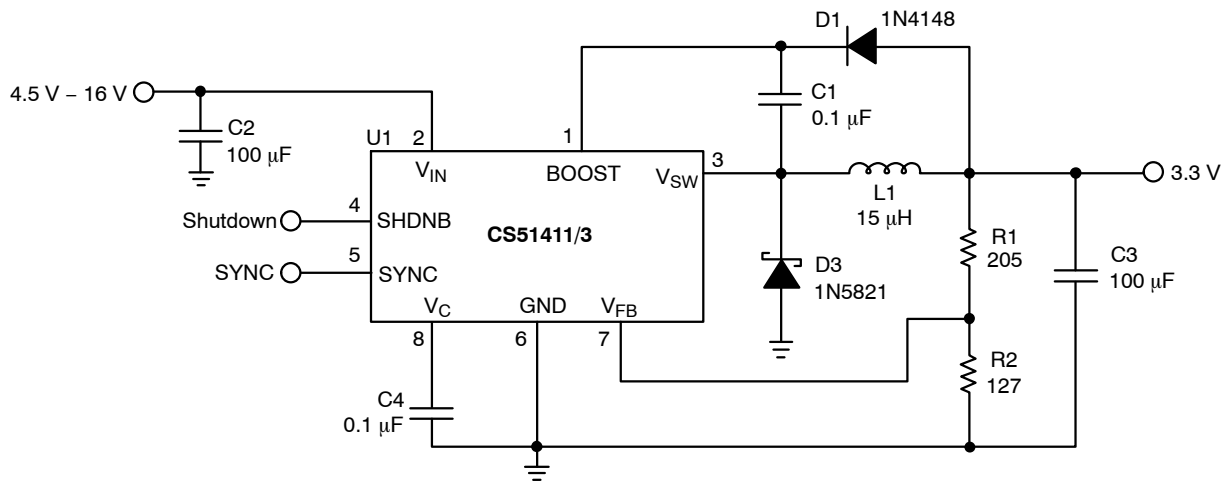 D1
1N4148
4.5 V – 16 V
C1
0.1 μF
C2
100 μF
U1
2
1
3
VIN
BOOST
VSW
3.3 V
L1
15 μH
Shutdown
4
SHDNB
CS51411/3
SYNC
5
SYNC
R1
205
C3
100 μF
D3
1N5821
VC
GND
VFB
8
6
7
R2
127
C4
0.1 μF